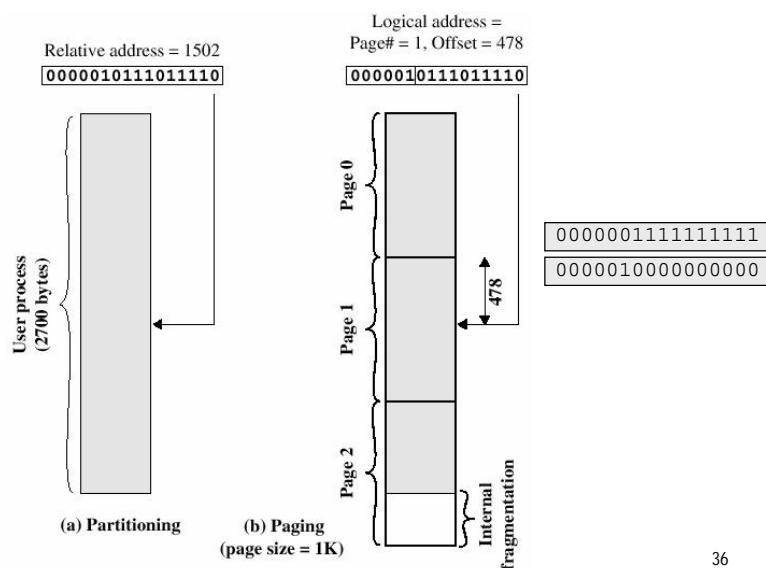 Relative address = 1502
0000010111011110
User process
(2700 bytes)
(a) Partitioning
Logical address =
Page# = 1, Offset = 478
0000010111011110
Page 0
Page 1
Page 2
478
Internal
fragmentation
(b) Paging
(page size = 1K)
0000001111111111
0000010000000000
36